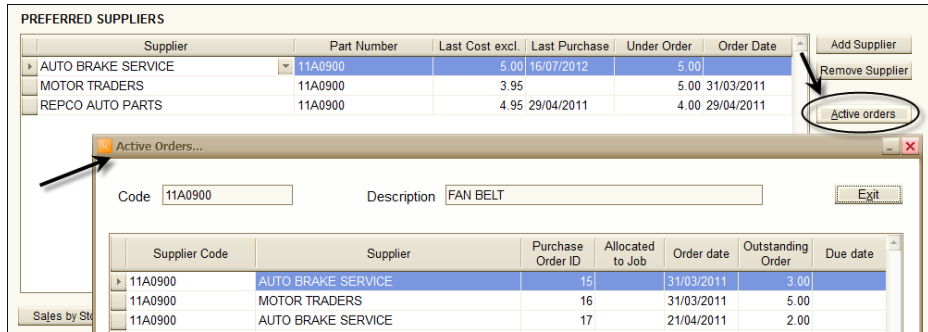 PREFERRED SUPPLIERS
Supplier Part Number Last Cost excl. Last Purchase Under Order Order Date
AUTO BRAKE SERVICE 11A0900 5.00 16/07/2012 5.00
MOTOR TRADERS 11A0900 3.95 5.00 31/03/2011
REPCO AUTO PARTS 11A0900 4.95 29/04/2011 4.00 29/04/2011
Add Supplier
Remove Supplier
Active orders
Active Orders...
Code 11A0900 Description FAN BELT Exit
Supplier Code Supplier Purchase Order ID Allocated to Job Order date Outstanding Order Due date
11A0900 AUTO BRAKE SERVICE 15 31/03/2011 3.00
11A0900 MOTOR TRADERS 16 31/03/2011 5.00
11A0900 AUTO BRAKE SERVICE 17 21/04/2011 2.00
Sales by